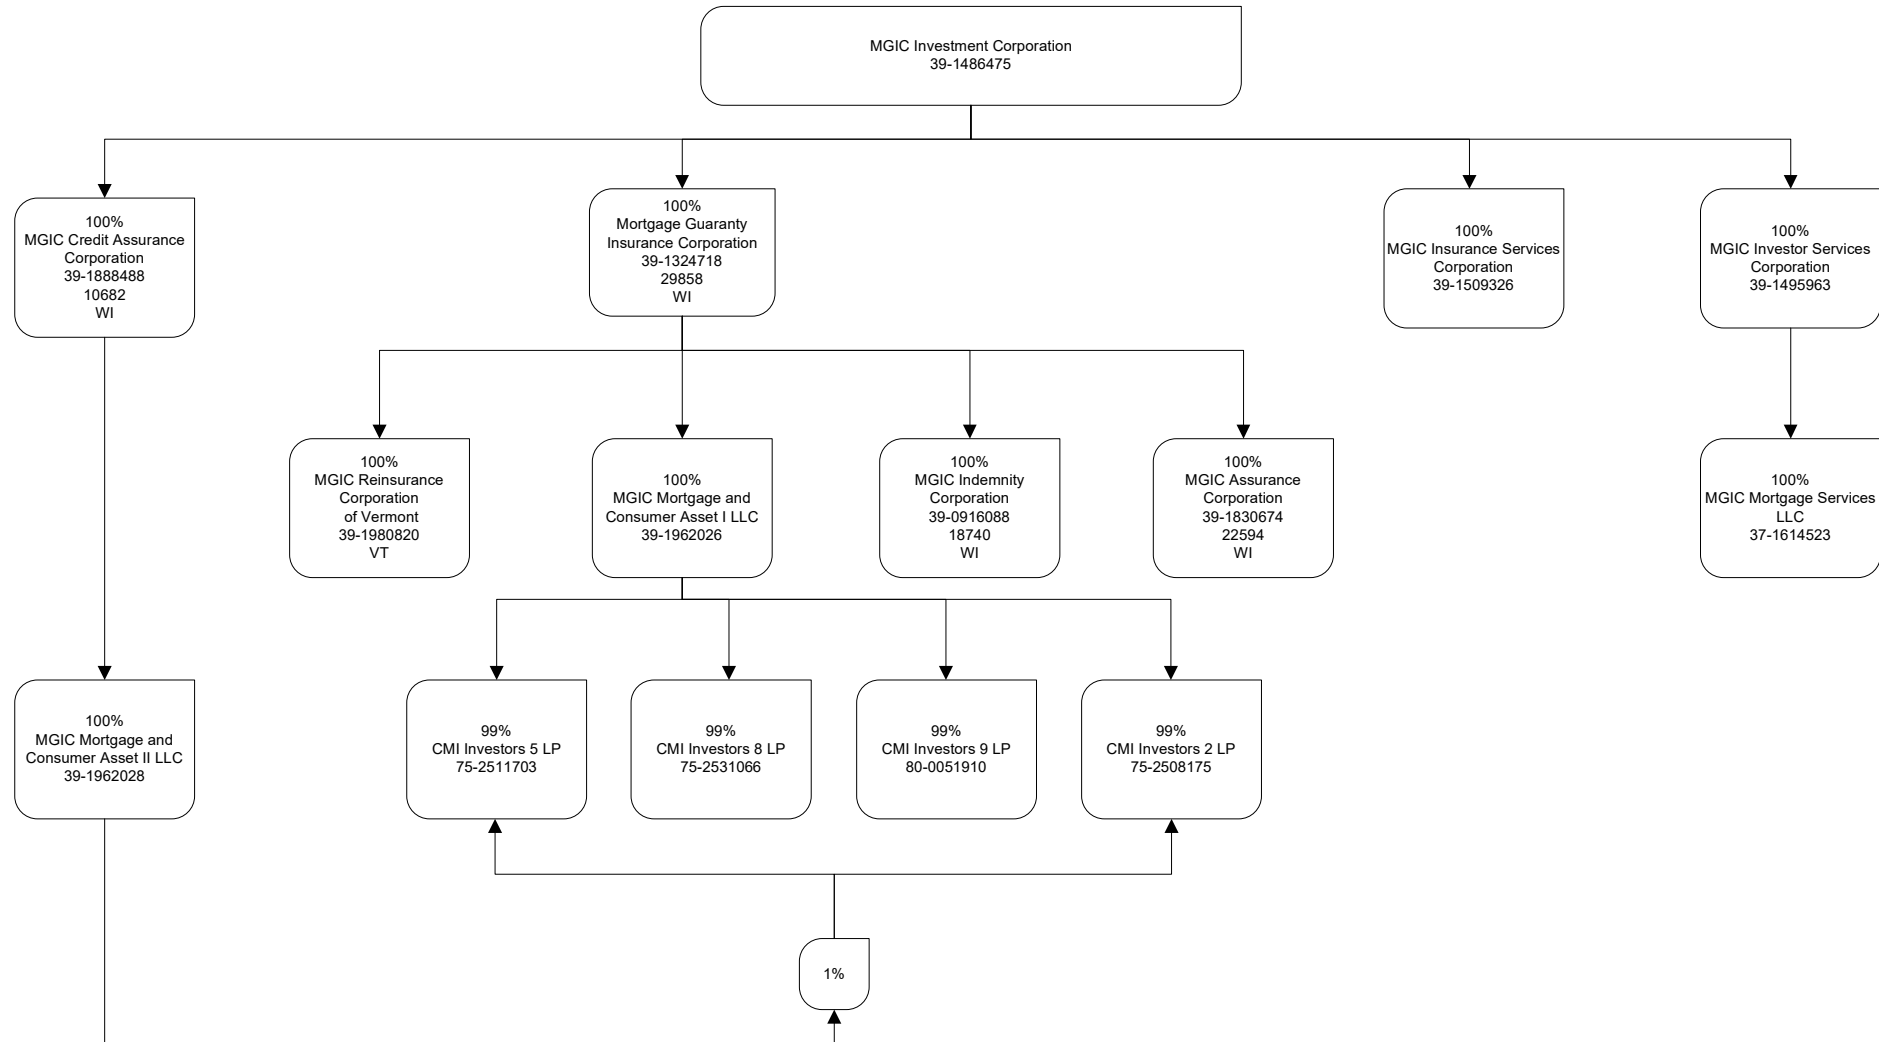 MGIC Investment Corporation
39-1486475
100%
MGIC Credit Assurance
Corporation
39-1888488
10682
WI
100%
Mortgage Guaranty
Insurance Corporation
39-1324718
29858
WI
100%
MGIC Insurance Services
Corporation
39-1509326
100%
MGIC Investor Services
Corporation
39-1495963
100%
MGIC Reinsurance
Corporation
of Vermont
39-1980820
VT
100%
MGIC Mortgage and
Consumer Asset I LLC
39-1962026
100%
MGIC Indemnity
Corporation
39-0916088
18740
WI
100%
MGIC Assurance
Corporation
39-1830674
22594
WI
100%
MGIC Mortgage Services
LLC
37-1614523
100%
MGIC Mortgage and
Consumer Asset II LLC
39-1962028
99%
CMI Investors 5 LP
75-2511703
99%
CMI Investors 8 LP
75-2531066
99%
CMI Investors 9 LP
80-0051910
99%
CMI Investors 2 LP
75-2508175
1%